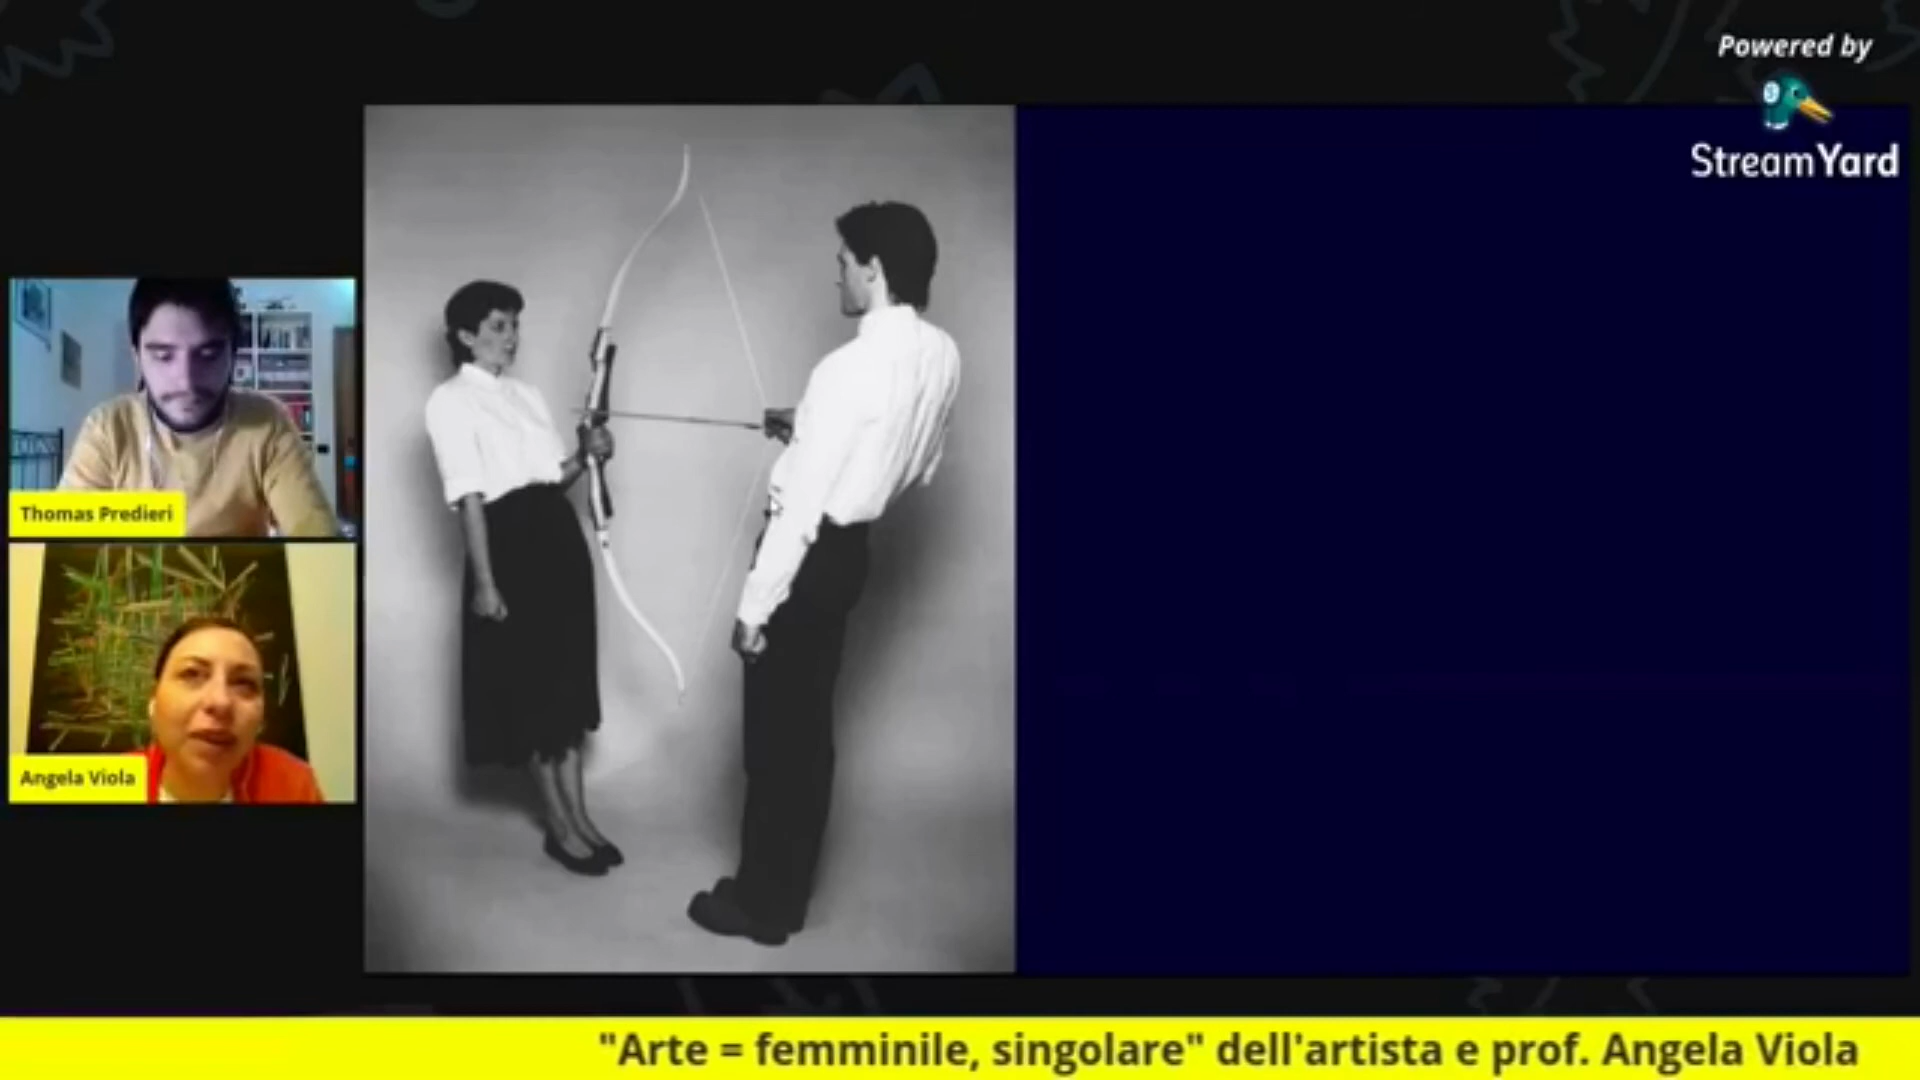 Powered by
StreamYard
Thomas Predieri
Angela Viola
"Arte = femminile, singolare" dell'artista e prof. Angela Viola